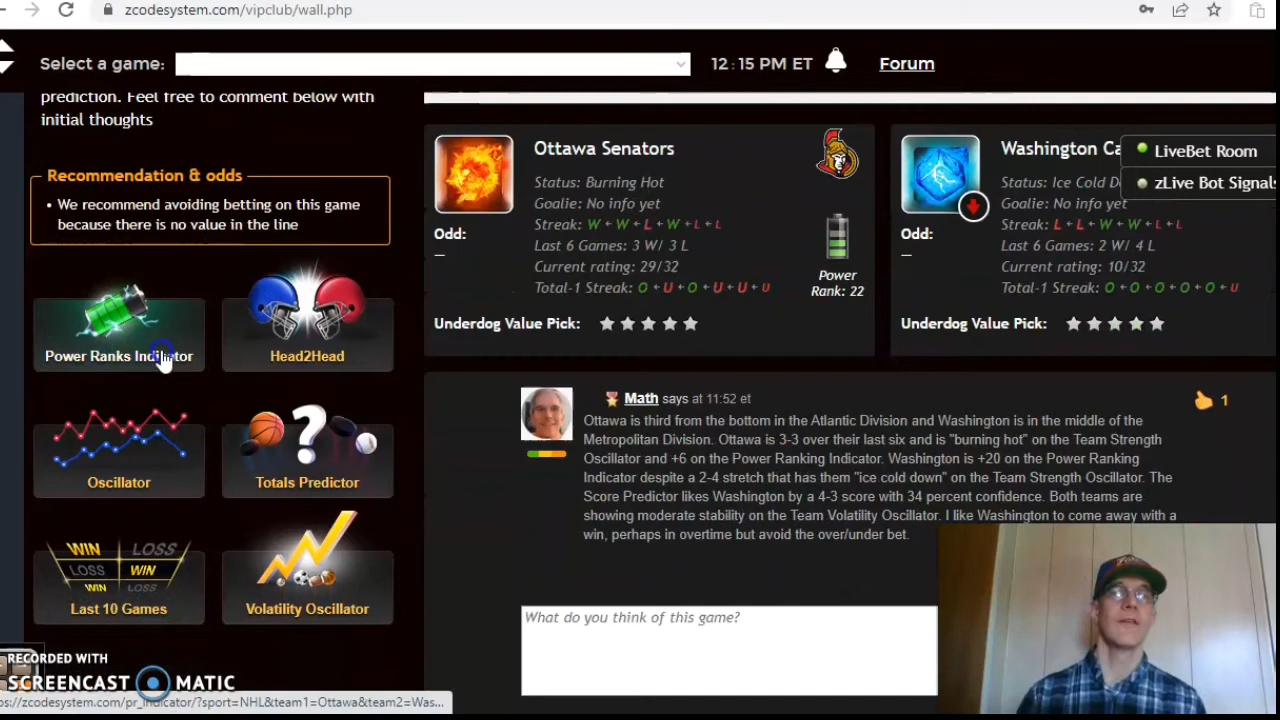 zcodesystem.com/vipclub/wall.php
Select a game:
12:15 PM ET
Forum
prediction. Feel free to comment below with
initial thoughts
Recommendation & odds
• We recommend avoiding betting on this game
because there is no value in the line
Power Ranks Indicator
Head2Head
Oscillator
Totals Predictor
WIN LOSS
LOSS WIN
WIN LOSS
Last 10 Games
Volatility Oscillator
Ottawa Senators
Status: Burning Hot
Goalie: No info yet
Streak: W W L W L L
Last 6 Games: 3 W/ 3 L
Current rating: 29/32
Total-1 Streak: O U O U U U
Odd:
—
Power
Rank: 22
Underdog Value Pick:
Washington Ca
Status: Ice Cold D
Goalie: No info yet
Streak: L L W W L L
Last 6 Games: 2 W/ 4 L
Current rating: 10/32
Total-1 Streak: O O O O O U
Odd:
—
Underdog Value Pick:
LiveBet Room
zLive Bot Signals
Math says at 11:52 et
1
Ottawa is third from the bottom in the Atlantic Division and Washington is in the middle of the
Metropolitan Division. Ottawa is 3-3 over their last six and is "burning hot" on the Team Strength
Oscillator and +6 on the Power Ranking Indicator. Washington is +20 on the Power Ranking
Indicator despite a 2-4 stretch that has them "ice cold down" on the Team Strength Oscillator. The
Score Predictor likes Washington by a 4-3 score with 34 percent confidence. Both teams are
showing moderate stability on the Team Volatility Oscillator. I like Washington to come away with a
win, perhaps in overtime but avoid the over/under bet.
What do you think of this game?
RECORDED WITH
SCREENCAST MATIC
ps://zcodesystem.com/pr_indicator/?sport=NHL&team1=Ottawa&team2=Was...